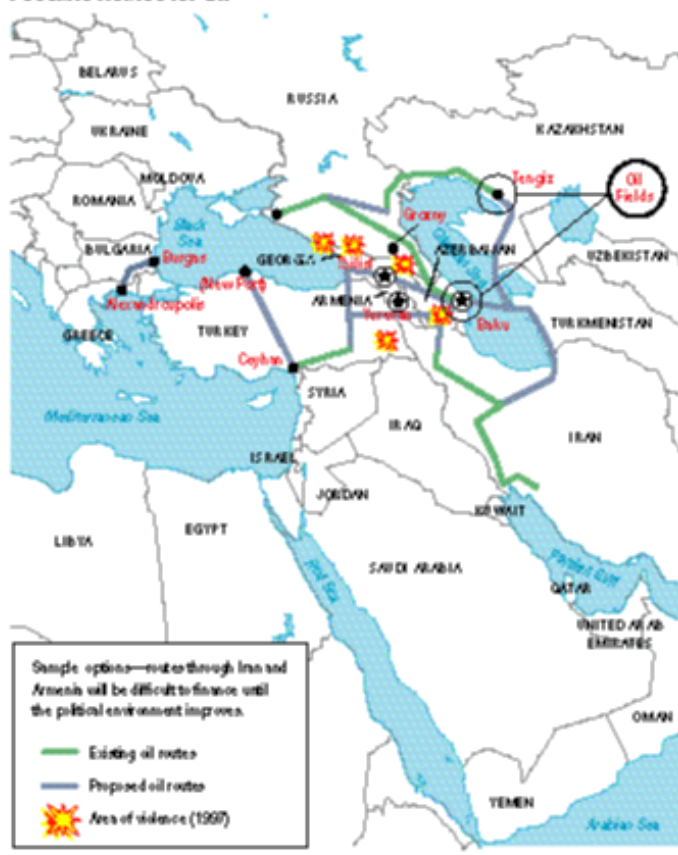 BELARUS
RUSSIA
UKRAINE
KAZAKHSTAN
MOLDOVA
Tengiz
Oil
Fields
ROMANIA
Black
Sea
Grozny
BULGARIA
Burgas
GEORGIA
AZERBAIJAN
UZBEKISTAN
(New Port)
Alexandroupolis
ARMENIA
Yerevan
Baku
TURKMENISTAN
GREECE
TURKEY
Ceyhan
SYRIA
Mediterranean Sea
IRAQ
IRAN
ISRAEL
JORDAN
KUWAIT
EGYPT
LIBYA
SAUDI ARABIA
Persian Gulf
Red Sea
QATAR
UNITED ARAB
EMIRATES
Sample options—routes through Iran and
Armenia will be difficult to finance until
the political environment improves.
OMAN
Existing oil routes
Proposed oil routes
YEMEN
Area of violence (1997)
Arabian Sea